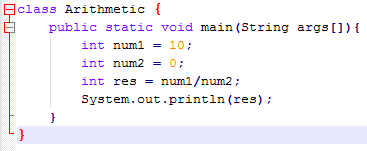 class Arithmetic {
public static void main(String args[]){
int num1 = 10;
int num2 = 0;
int res = num1/num2;
System.out.println(res);
}
}